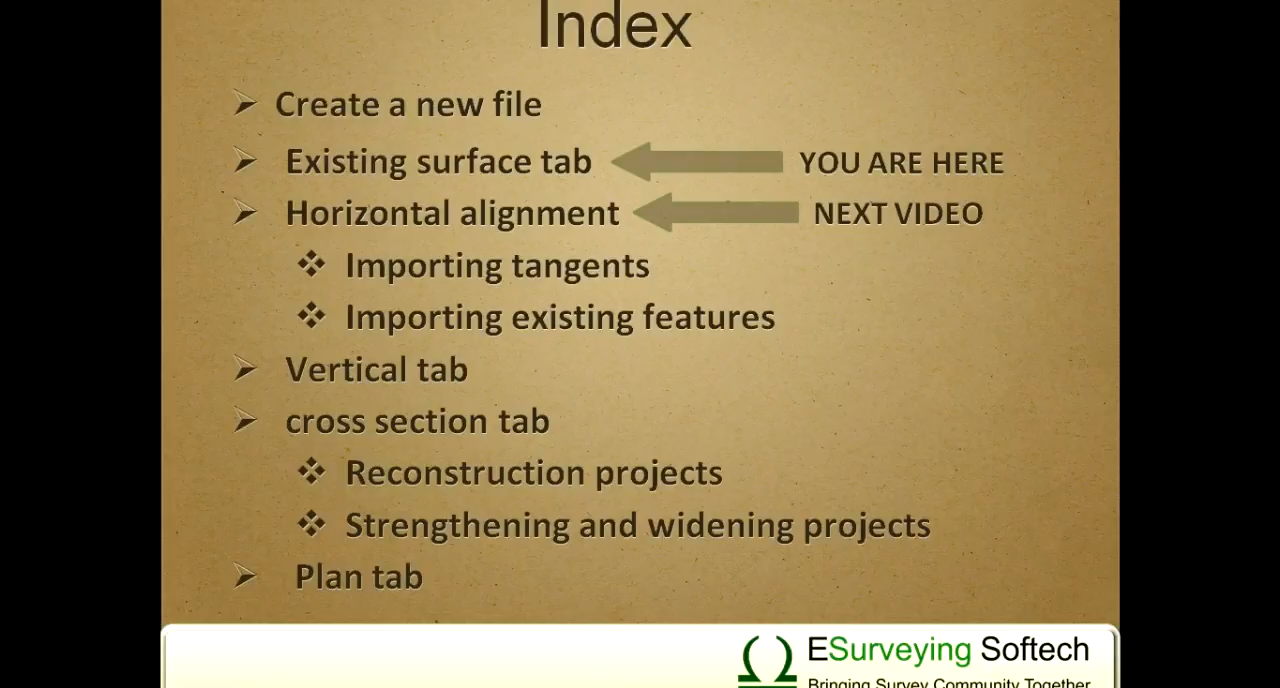 Index
Create a new file
Existing surface tab YOU ARE HERE
Horizontal alignment NEXT VIDEO
Importing tangents
Importing existing features
Vertical tab
cross section tab
Reconstruction projects
Strengthening and widening projects
Plan tab
ESurveying Softech
Bringing Survey Community Together